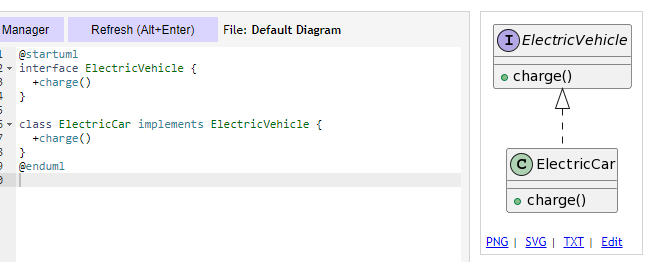 Manager Refresh (Alt+Enter) File: Default Diagram
1 @startuml
2 interface ElectricVehicle {
3 +charge()
4 }
5
6 class ElectricCar implements ElectricVehicle {
7 +charge()
8 }
9 @enduml
0
I ElectricVehicle
charge()
C ElectricCar
charge()
PNG | SVG | TXT | Edit